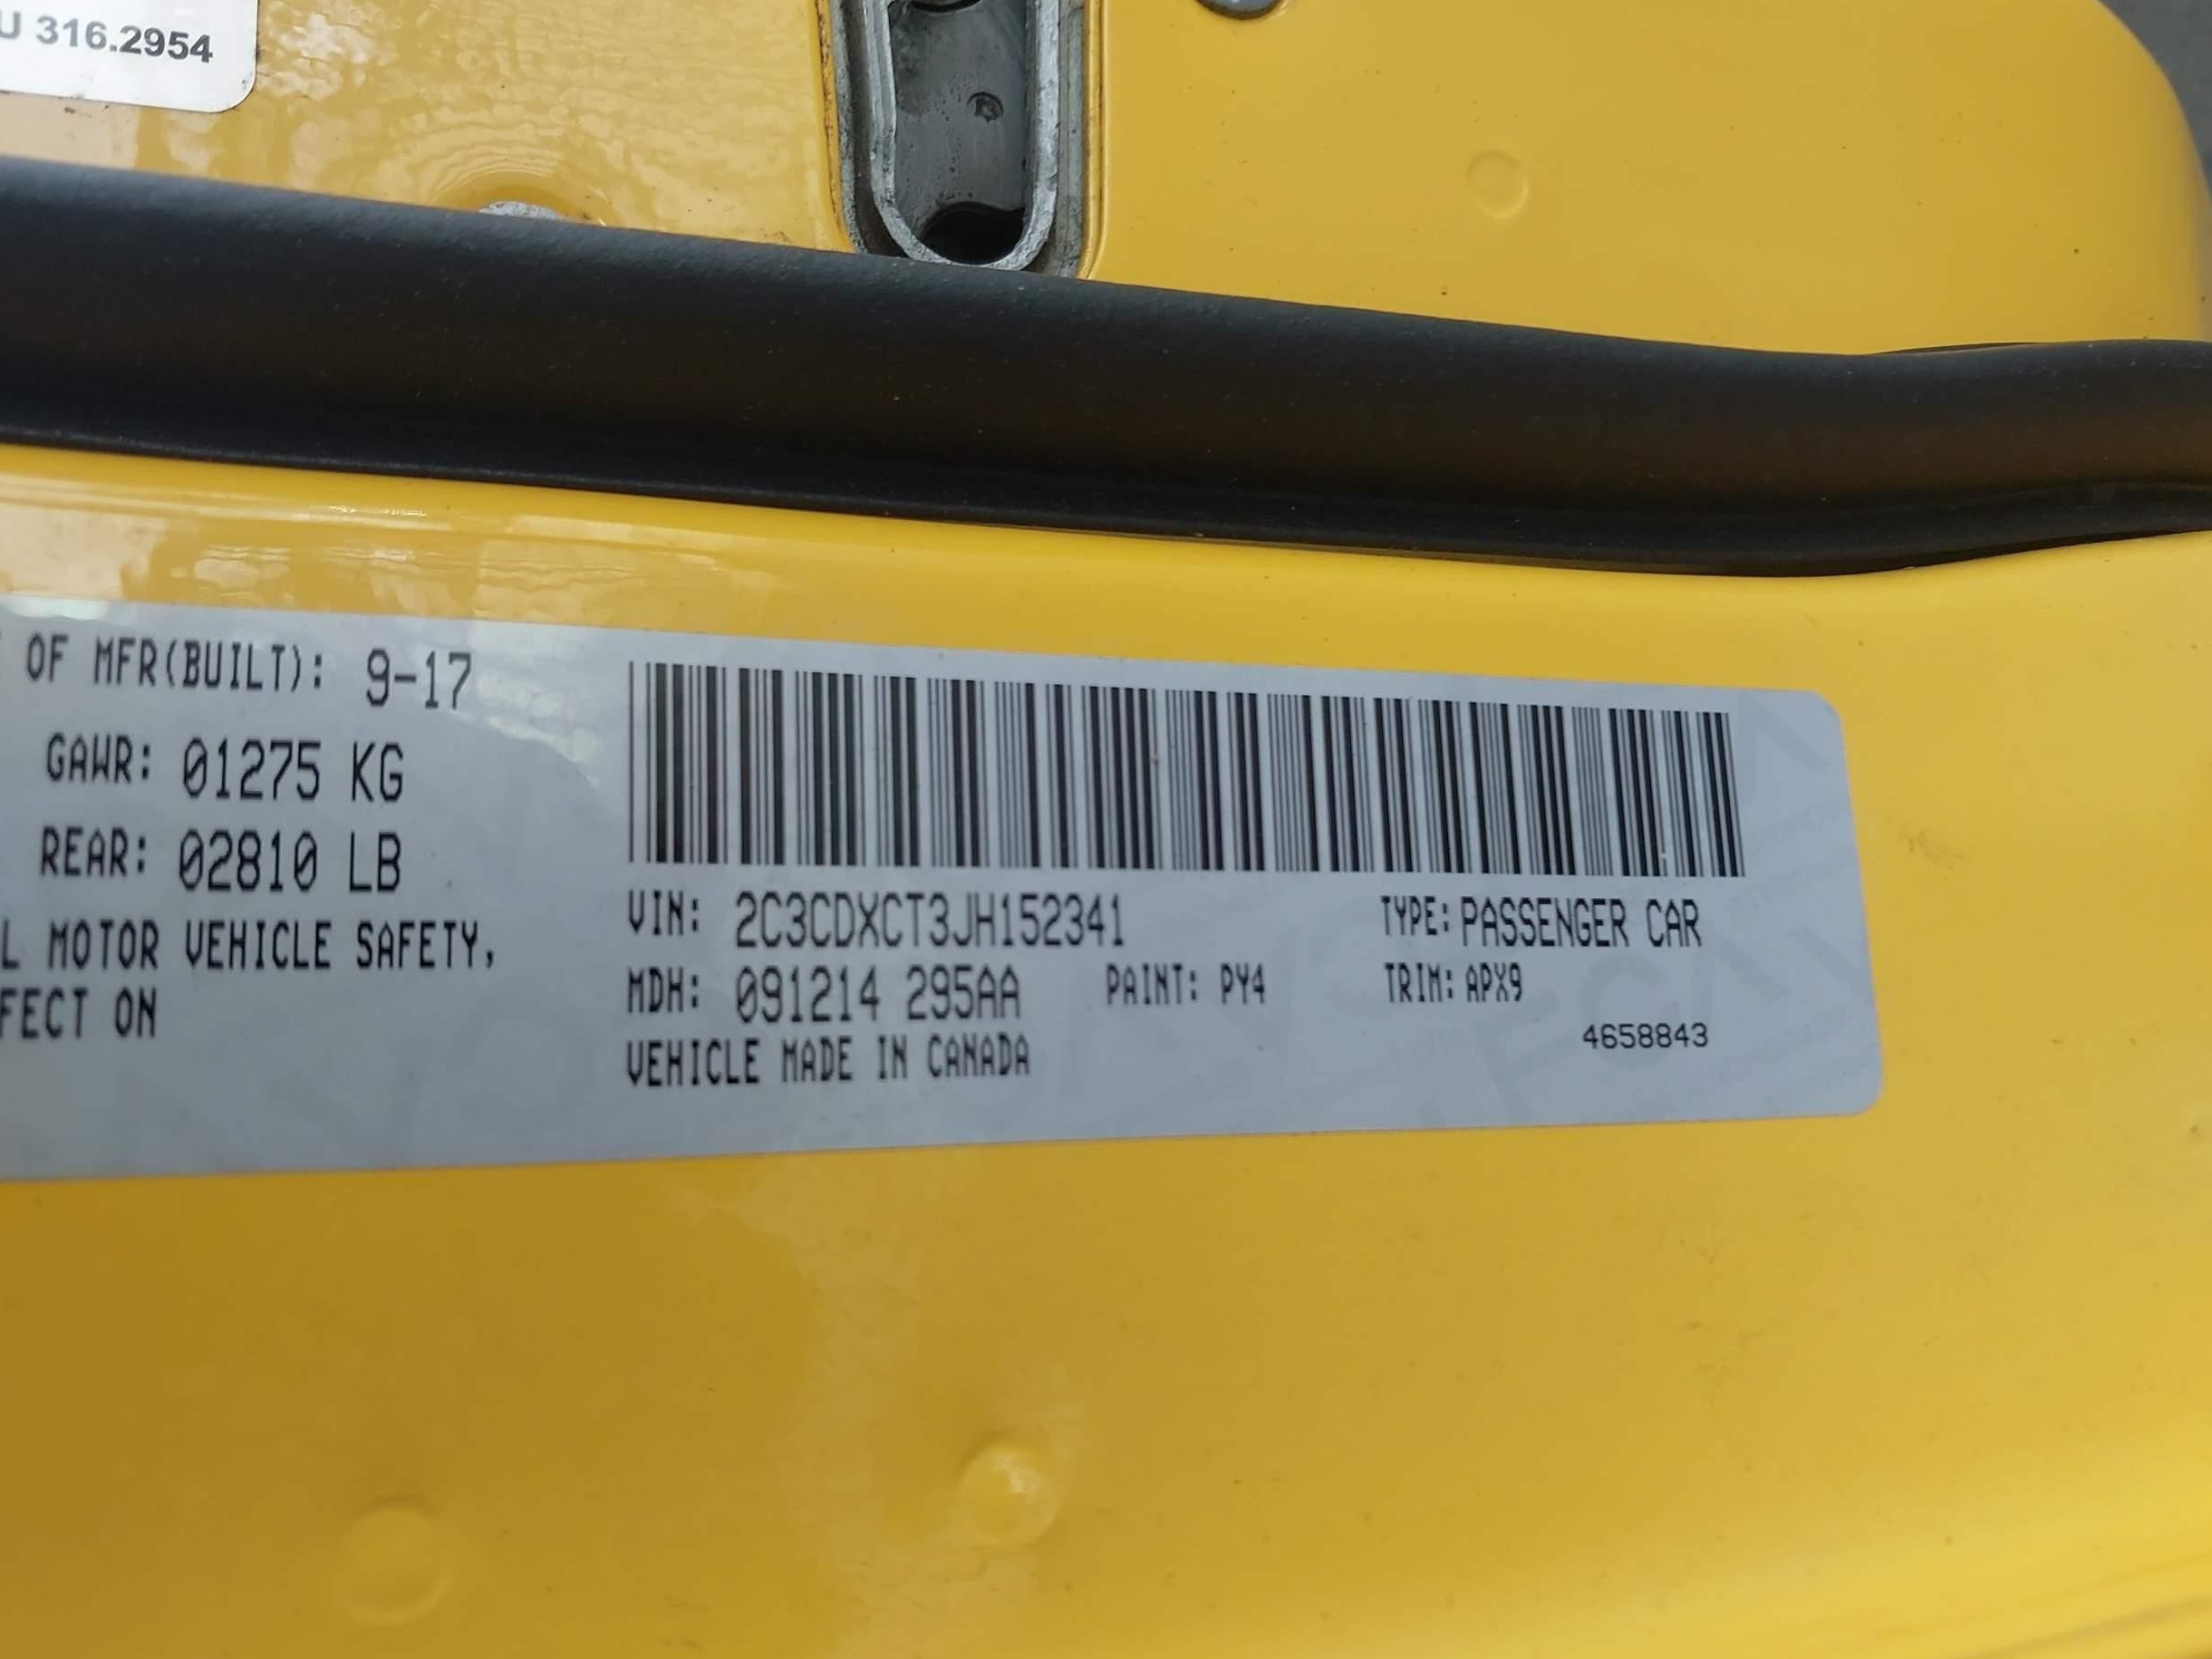 U 316.2954
OF MFR(BUILT): 9-17
GAWR: 01275 KG
REAR: 02810 LB
L MOTOR VEHICLE SAFETY,
FECT ON
VIN: 2C3CDXCT3JH152341 TYPE: PASSENGER CAR
MDH: 091214 295AA PAINT: PY4 TRIM: APX9
4658843
VEHICLE MADE IN CANADA